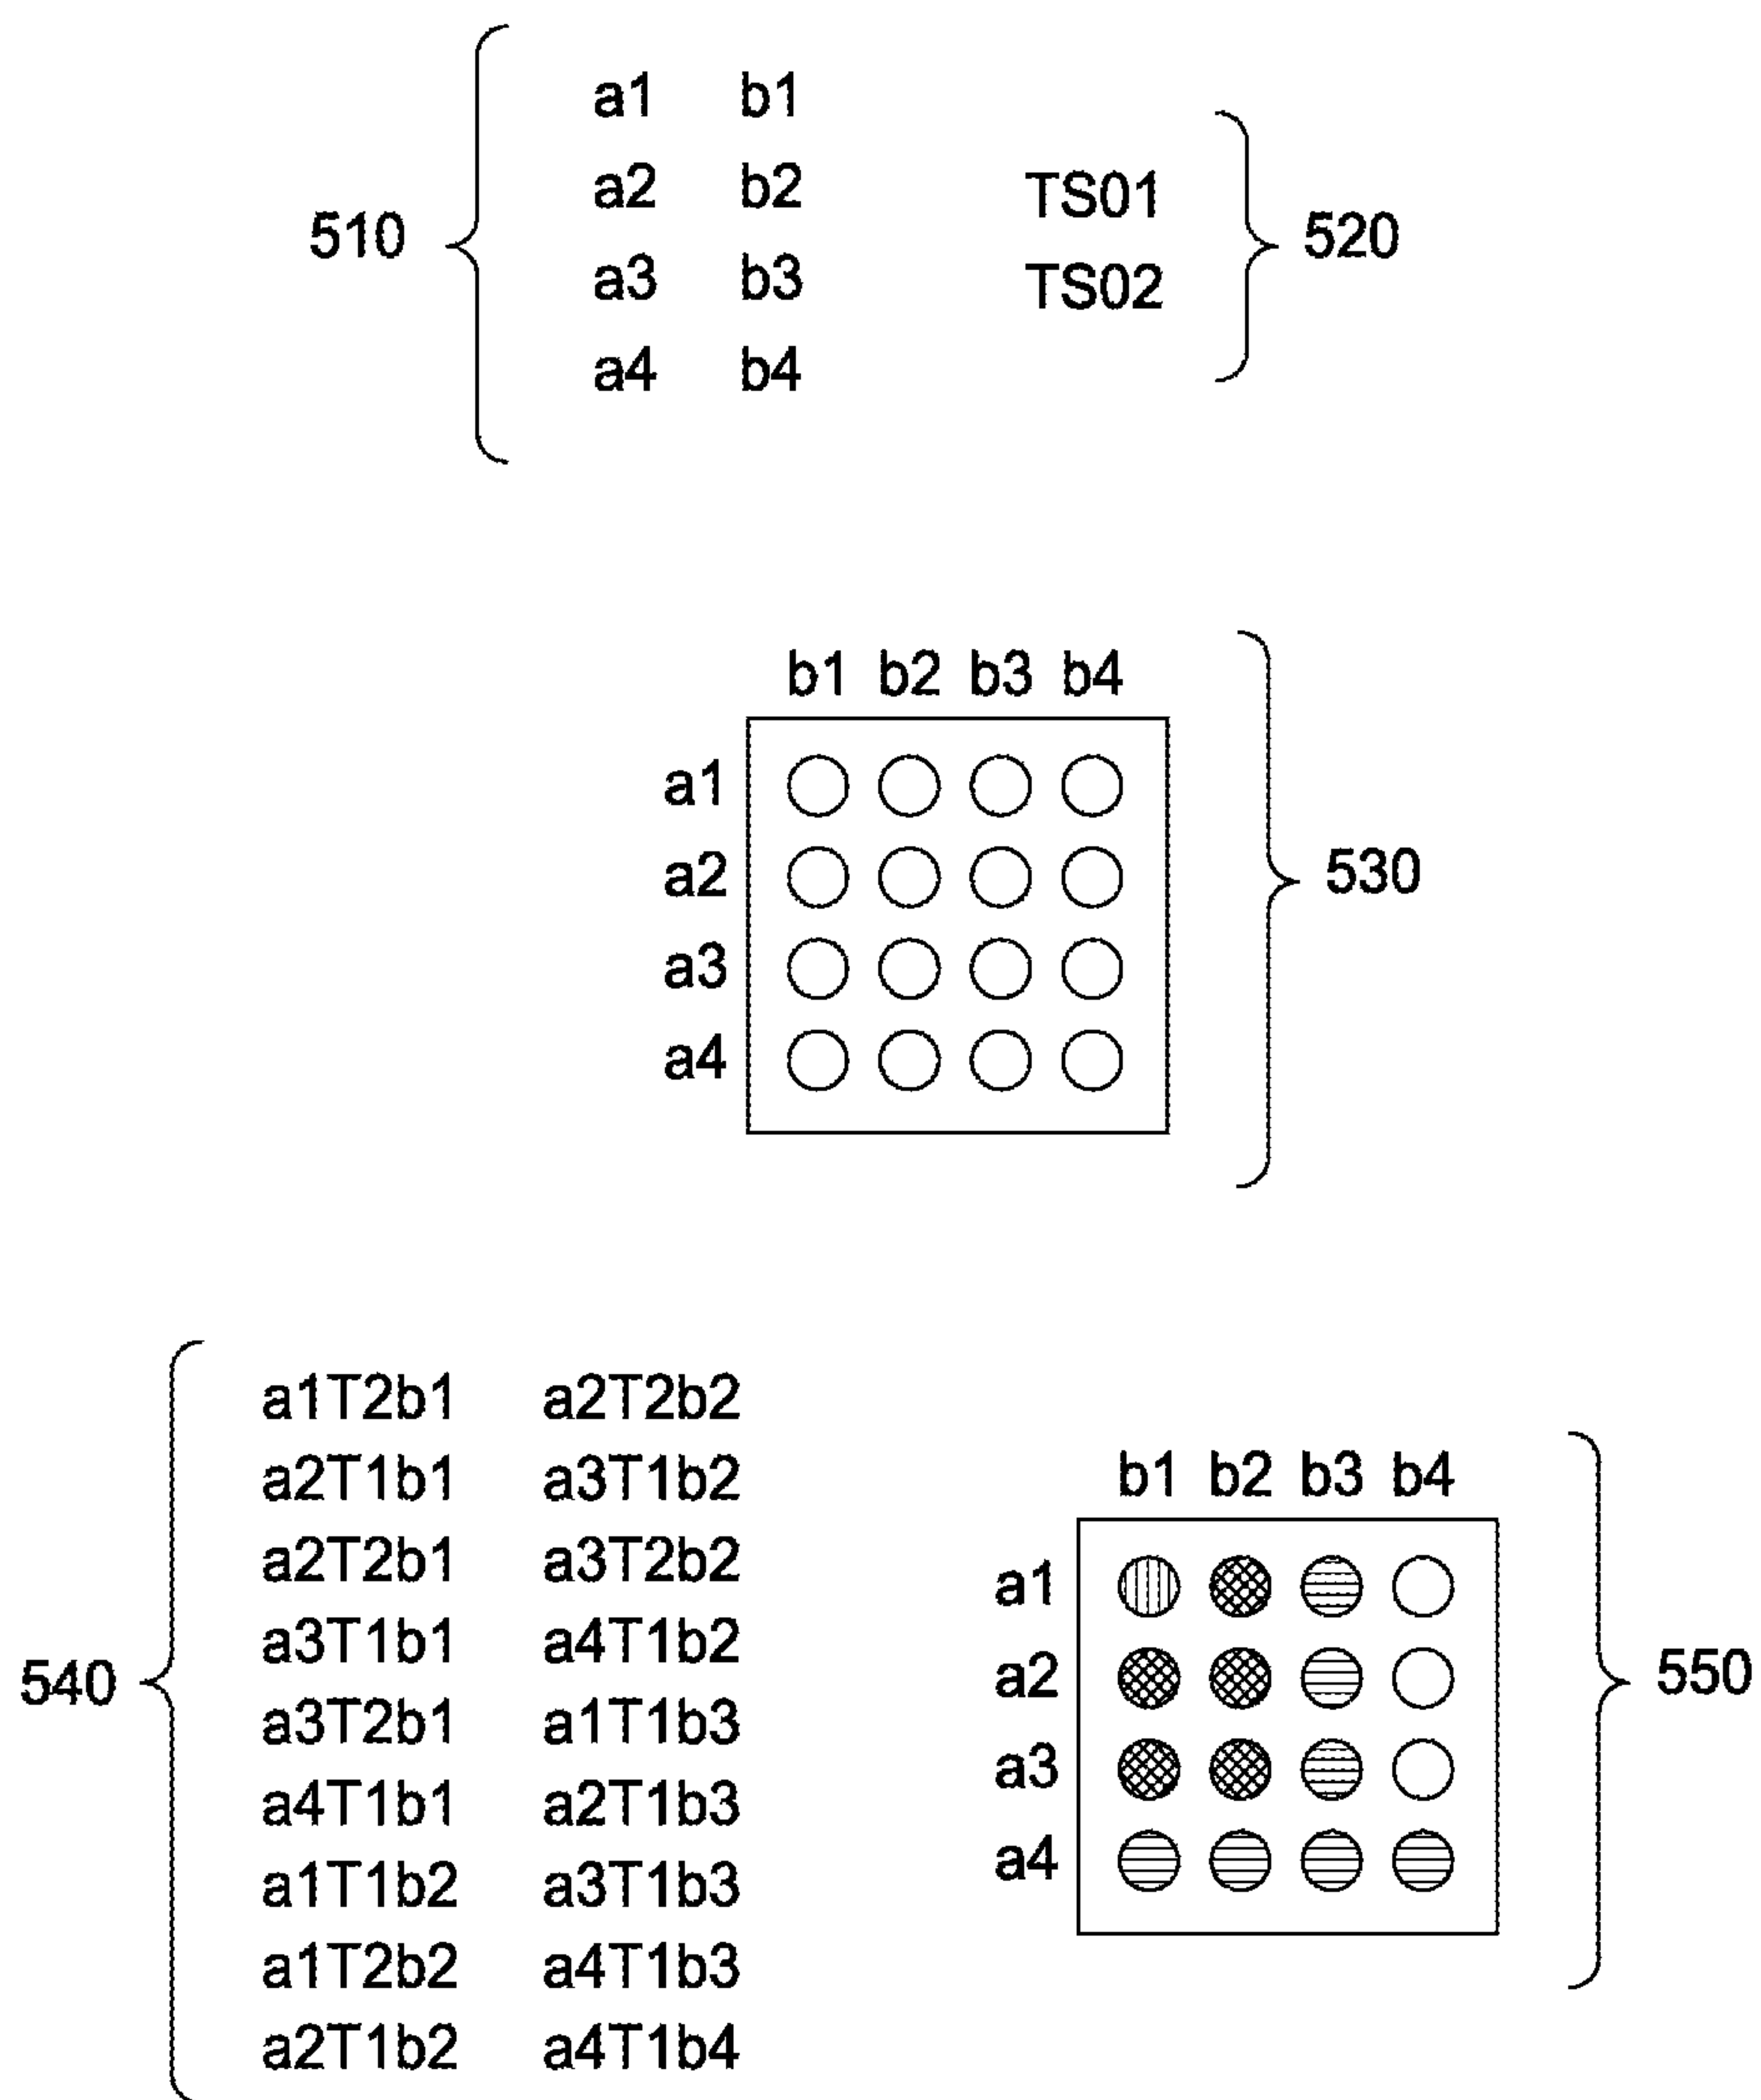 a1 b1
a2 b2
TS01
510
520
a3 b3
TS02
a4 b4
b1 b2 b3 b4
a1
a2
530
a3
a4
a1T2b1 a2T2b2
a2T1b1 a3T1b2
a2T2b1 a3T2b2
a3T1b1 a4T1b2
540
a3T2b1 a1T1b3
a4T1b1 a2T1b3
a1T1b2 a3T1b3
a1T2b2 a4T1b3
a2T1b2 a4T1b4
b1 b2 b3 b4
a1
a2
550
a3
a4